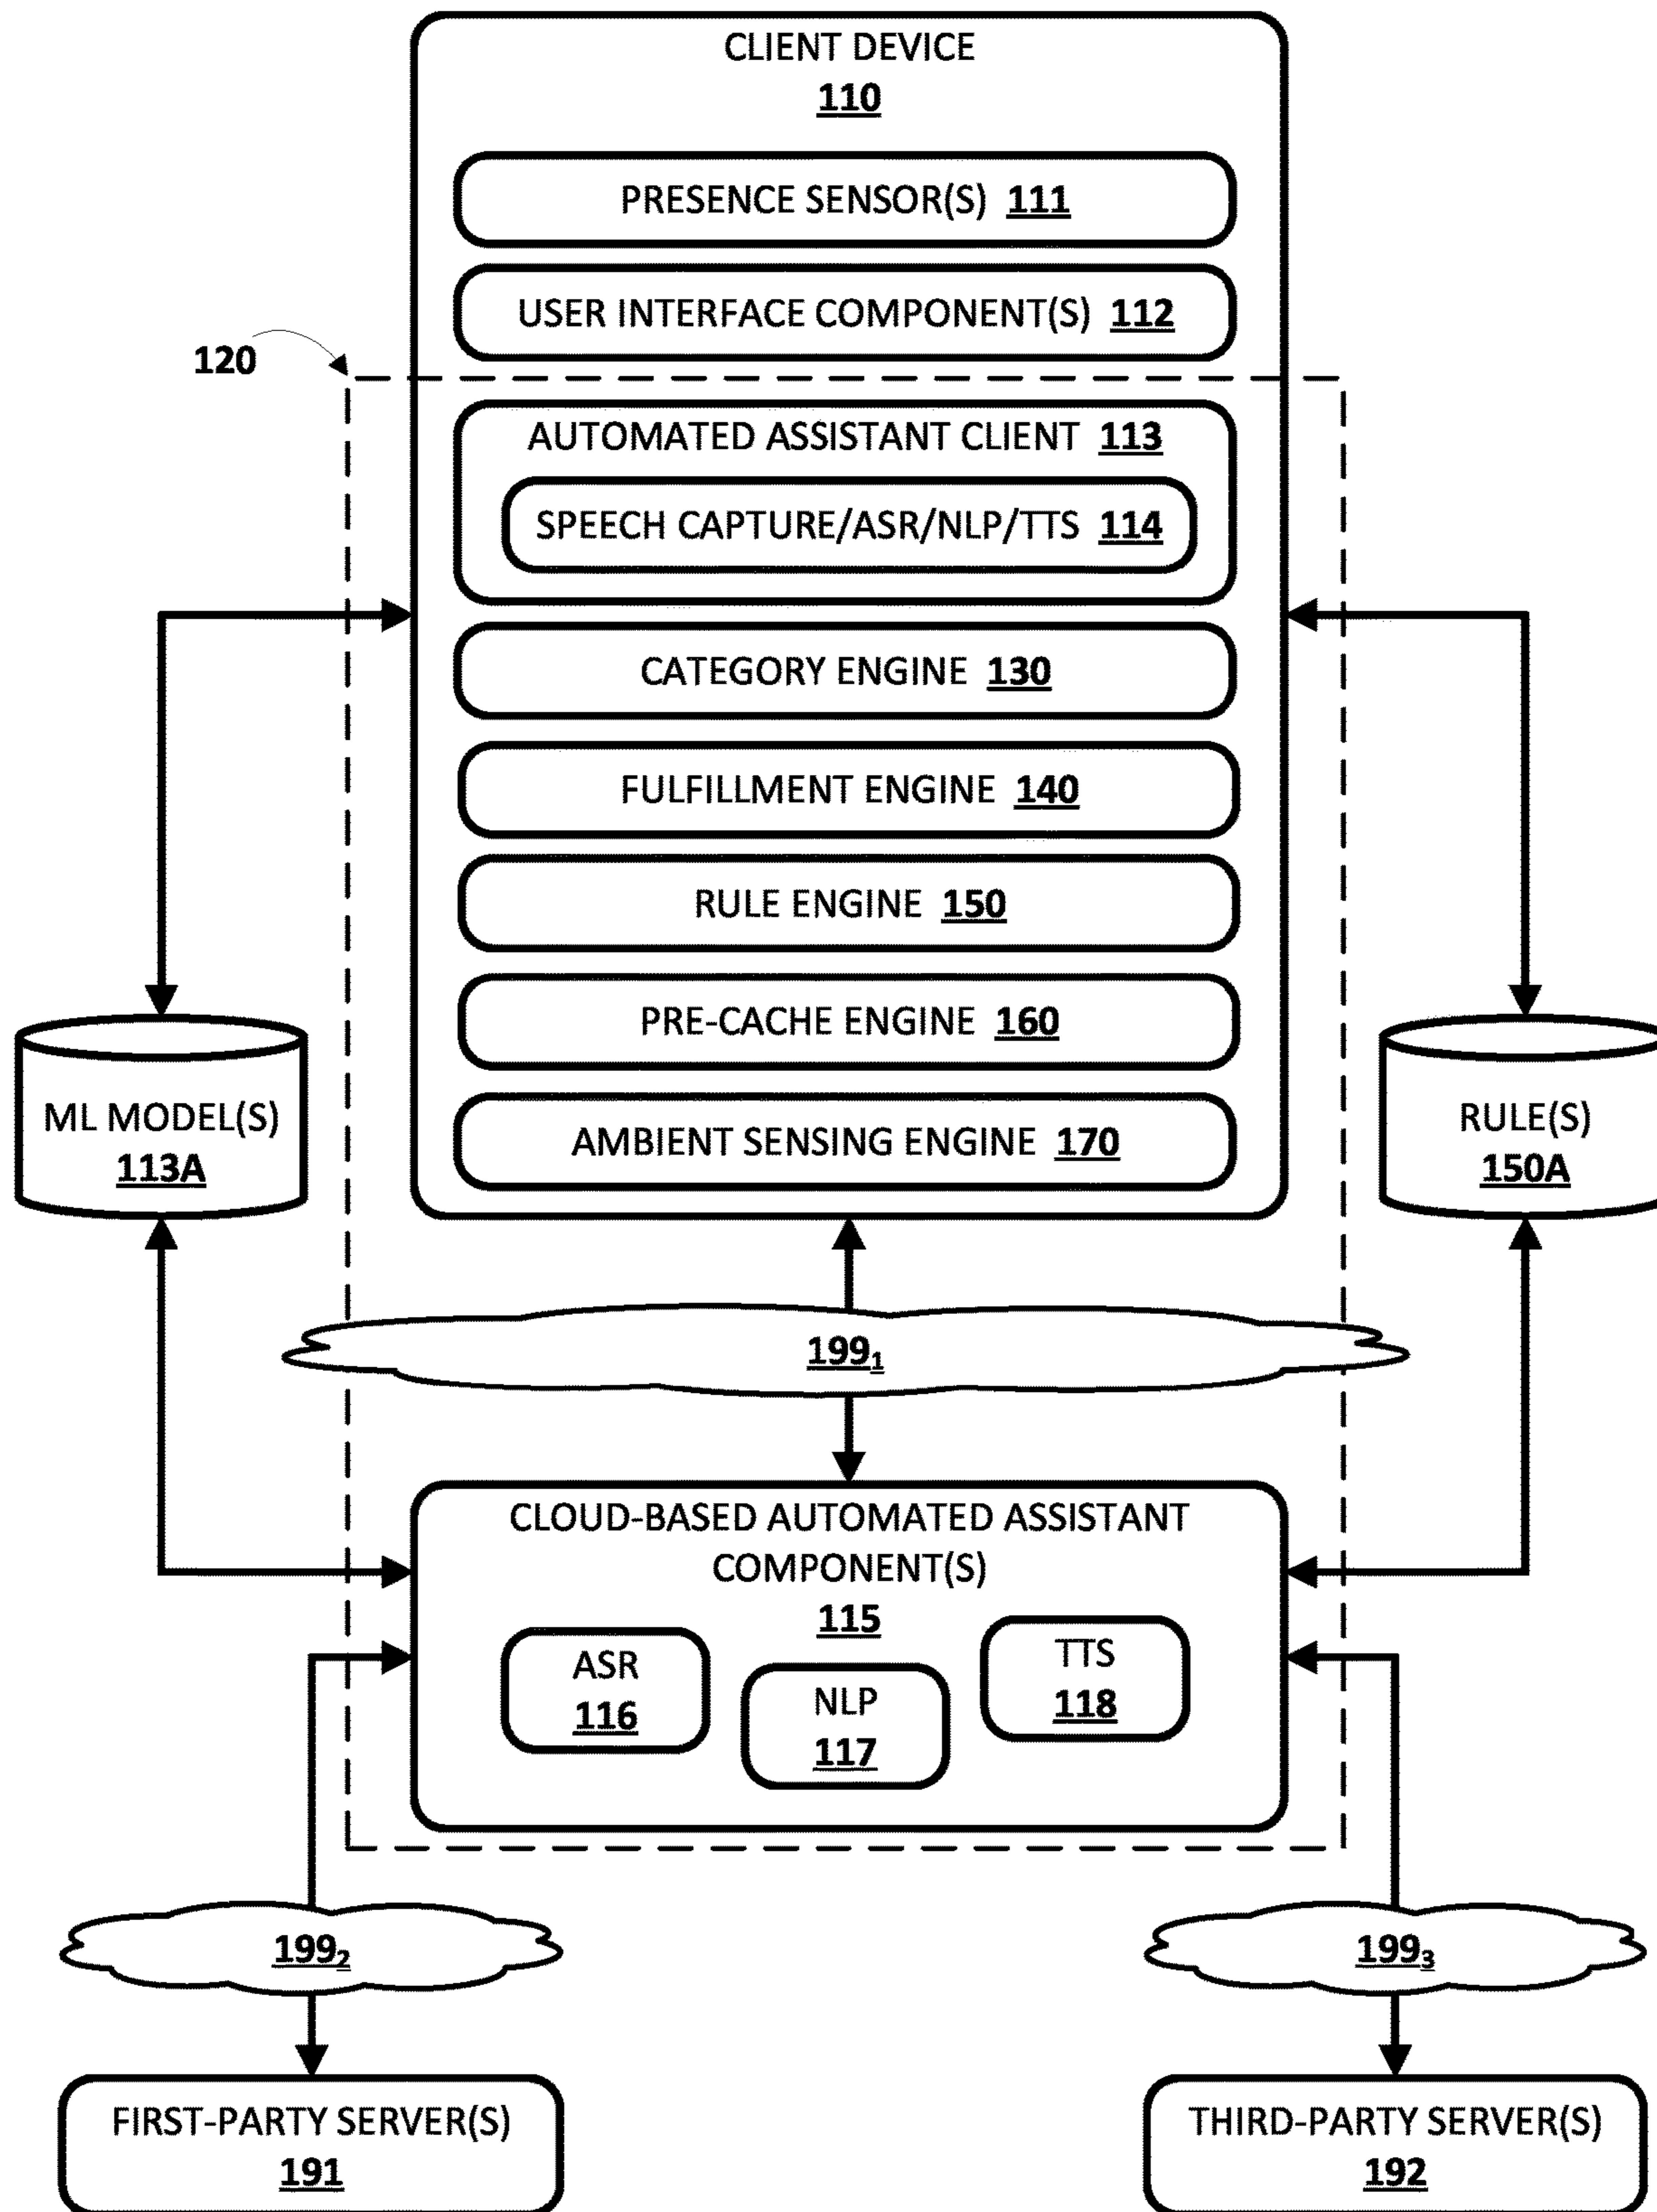 CLIENT DEVICE
110
PRESENCE SENSOR(S) 111
USER INTERFACE COMPONENT(S) 112
120
AUTOMATED ASSISTANT CLIENT 113
SPEECH CAPTURE/ASR/NLP/TTS 114
CATEGORY ENGINE 130
FULFILLMENT ENGINE 140
RULE ENGINE 150
PRE-CACHE ENGINE 160
AMBIENT SENSING ENGINE 170
ML MODEL(S)
113A
RULE(S)
150A
199₁
CLOUD-BASED AUTOMATED ASSISTANT
COMPONENT(S)
115
ASR
116
NLP
117
TTS
118
199₂
199₃
FIRST-PARTY SERVER(S)
191
THIRD-PARTY SERVER(S)
192